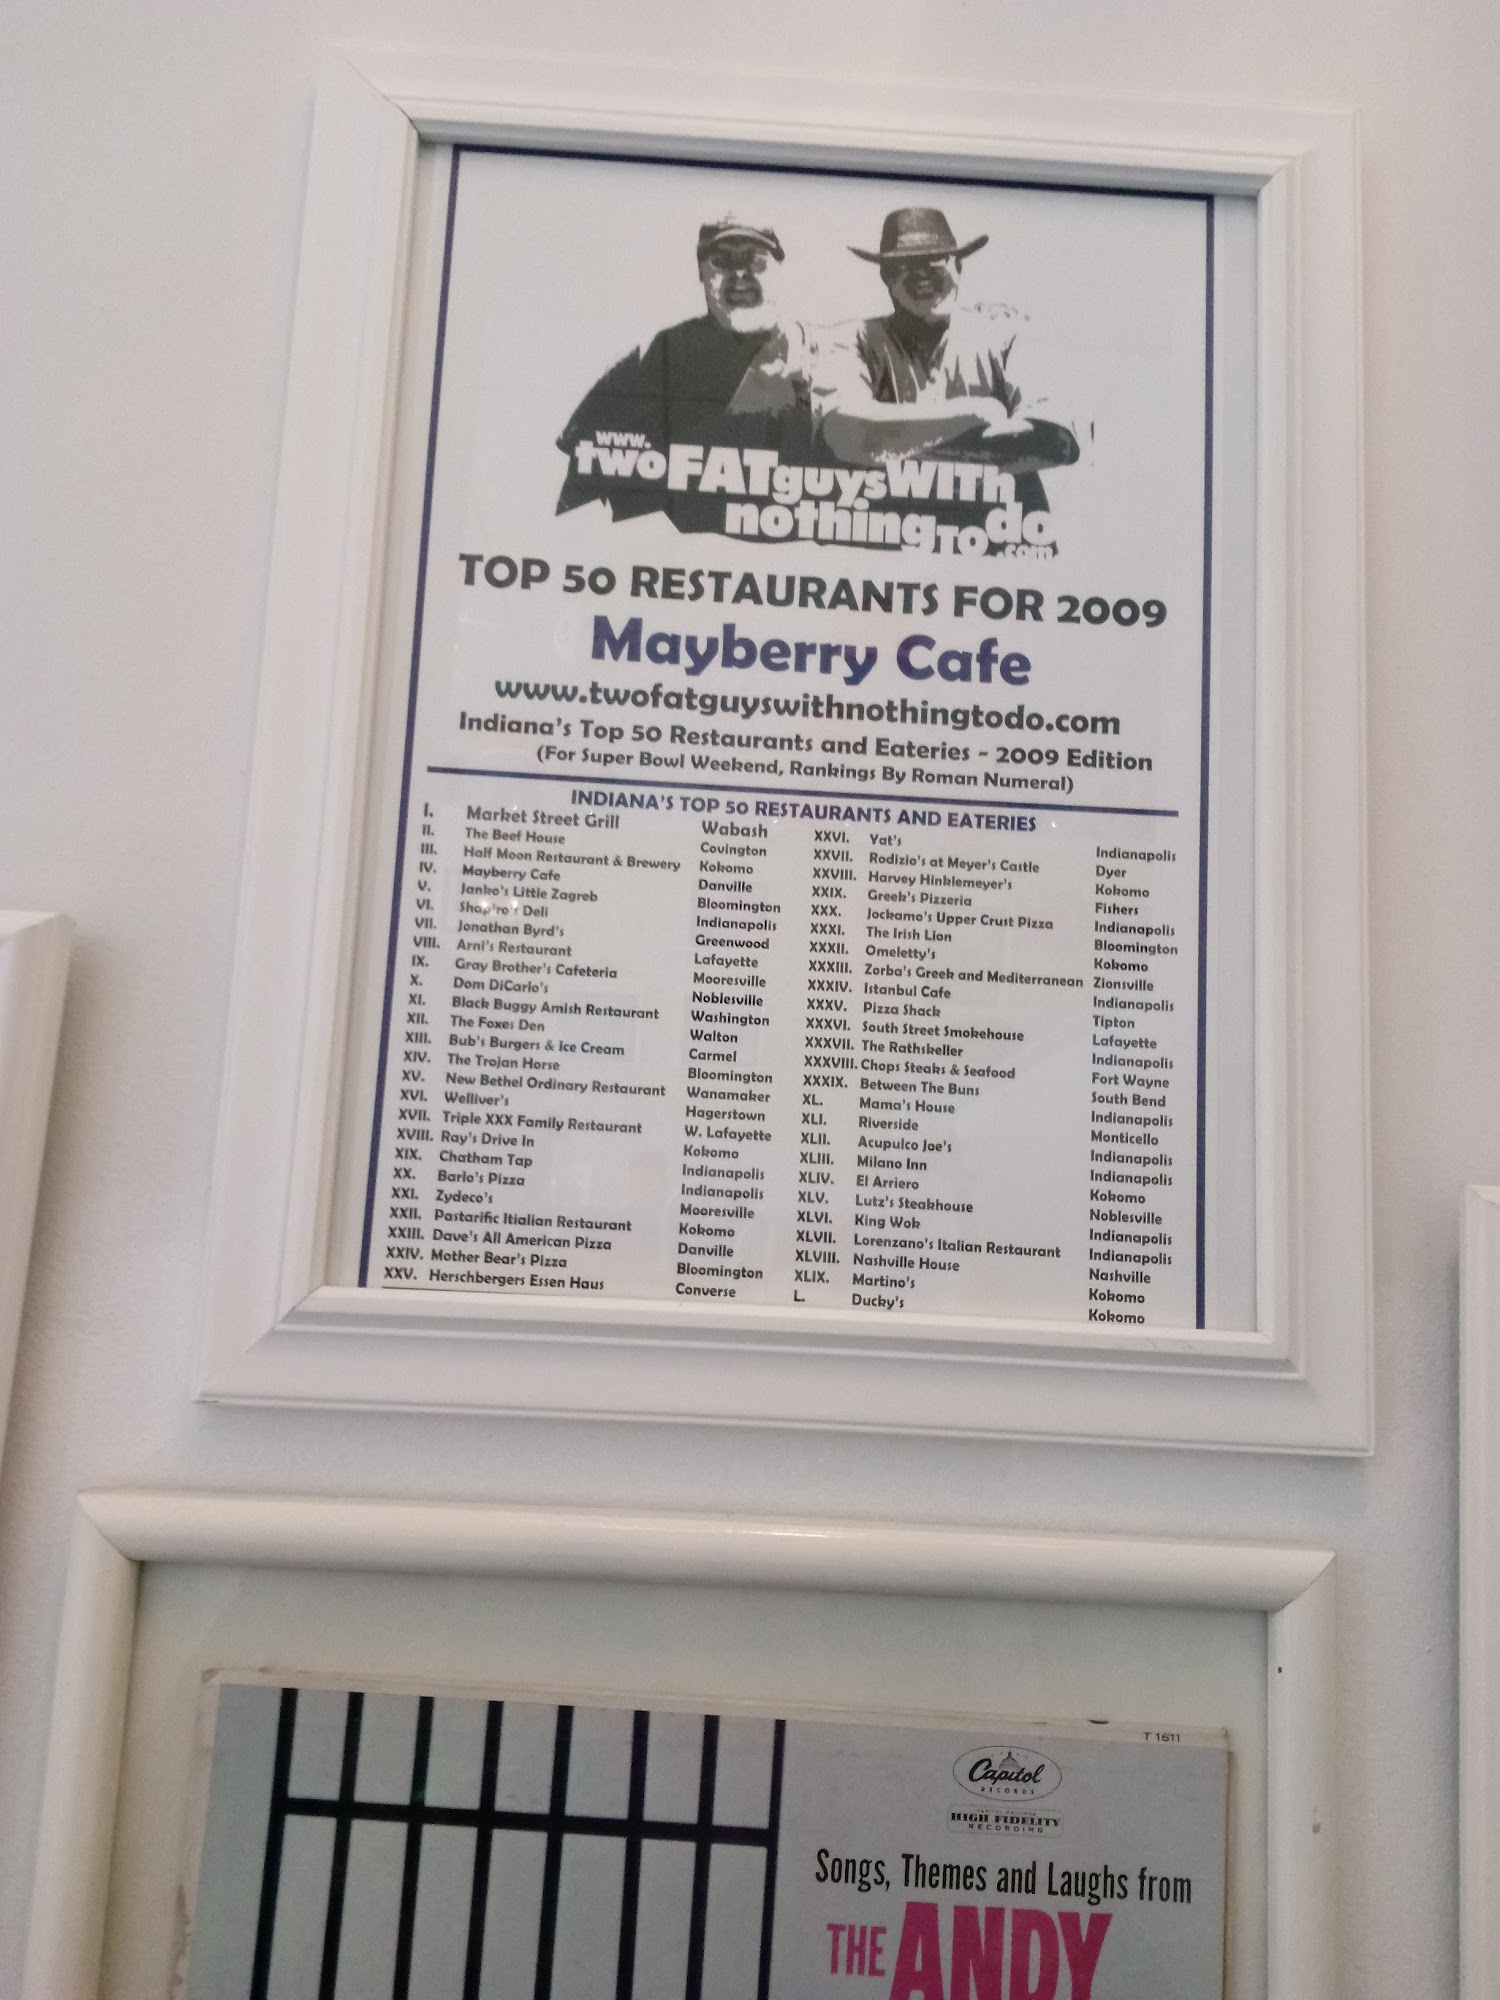 www.
twoFATguysWITh
nothingTOdo
.com
TOP 50 RESTAURANTS FOR 2009
Mayberry Cafe
www.twofatguyswithnothingtodo.com
Indiana's Top 50 Restaurants and Eateries - 2009 Edition
(For Super Bowl Weekend, Rankings By Roman Numeral)
INDIANA'S TOP 50 RESTAURANTS AND EATERIES
I. Market Street Grill Wabash
II. The Beef House Covington
III. Half Moon Restaurant & Brewery Kokomo
IV. Mayberry Cafe Danville
V. Janko's Little Zagreb Bloomington
VI. Shapiro's Deli Indianapolis
VII. Jonathan Byrd's Greenwood
VIII. Arni's Restaurant Lafayette
IX. Gray Brother's Cafeteria Mooresville
X. Dom DiCarlo's Noblesville
XI. Black Buggy Amish Restaurant Washington
XII. The Foxes Den Walton
XIII. Bub's Burgers & Ice Cream Carmel
XIV. The Trojan Horse Bloomington
XV. New Bethel Ordinary Restaurant Wanamaker
XVI. Welliver's Hagerstown
XVII. Triple XXX Family Restaurant W. Lafayette
XVIII. Ray's Drive In Kokomo
XIX. Chatham Tap Indianapolis
XX. Barlo's Pizza Indianapolis
XXI. Zydeco's Mooresville
XXII. Pastarific Itialian Restaurant Kokomo
XXIII. Dave's All American Pizza Danville
XXIV. Mother Bear's Pizza Bloomington
XXV. Herschbergers Essen Haus Converse
XXVI. Yat's Indianapolis
XXVII. Rodizio's at Meyer's Castle Dyer
XXVIII. Harvey Hinklemeyer's Kokomo
XXIX. Greek's Pizzeria Fishers
XXX. Jockamo's Upper Crust Pizza Indianapolis
XXXI. The Irish Lion Bloomington
XXXII. Omeletty's Kokomo
XXXIII. Zorba's Greek and Mediterranean Zionsville
XXXIV. Istanbul Cafe Indianapolis
XXXV. Pizza Shack Tipton
XXXVI. South Street Smokehouse Lafayette
XXXVII. The Rathskeller Indianapolis
XXXVIII. Chops Steaks & Seafood Fort Wayne
XXXIX. Between The Buns South Bend
XL. Mama's House Indianapolis
XLI. Riverside Monticello
XLII. Acupulco Joe's Indianapolis
XLIII. Milano Inn Indianapolis
XLIV. El Arriero Kokomo
XLV. Lutz's Steakhouse Noblesville
XLVI. King Wok Indianapolis
XLVII. Lorenzano's Italian Restaurant Indianapolis
XLVIII. Nashville House Nashville
XLIX. Martino's Kokomo
L. Ducky's Kokomo
T 1611
Capitol
RECORDS
HIGH FIDELITY
RECORDING
Songs, Themes and Laughs from
THE ANDY